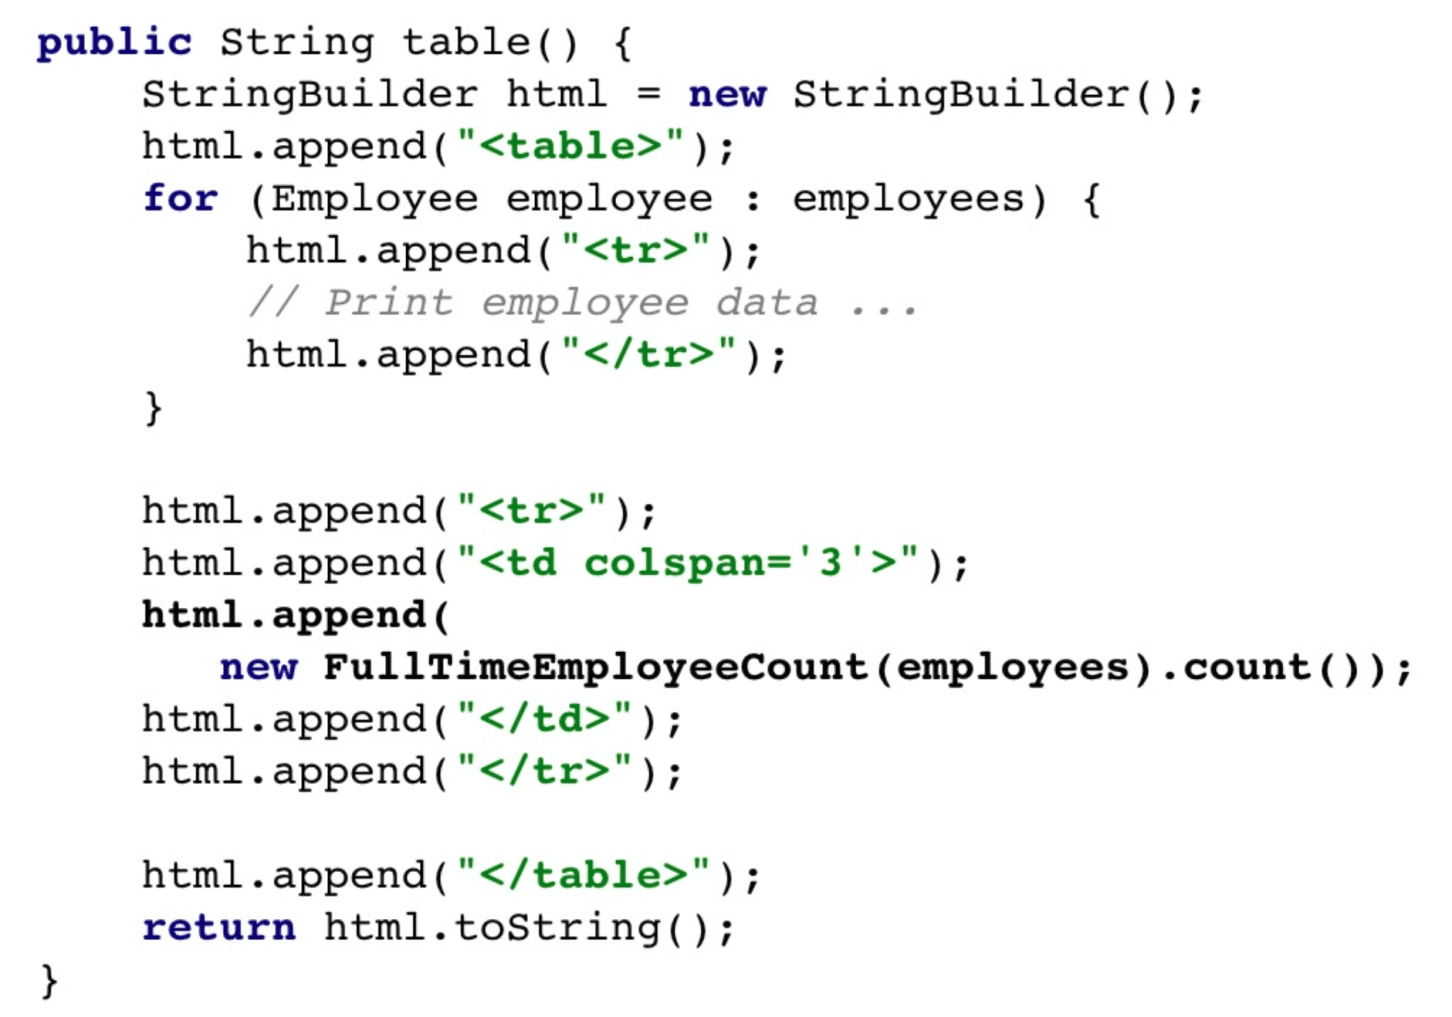 public String table() {
    StringBuilder html = new StringBuilder();
    html.append("<table>");
    for (Employee employee : employees) {
        html.append("<tr>");
        // Print employee data ...
        html.append("</tr>");
    }

    html.append("<tr>");
    html.append("<td colspan='3'>");
    html.append(
       new FullTimeEmployeeCount(employees).count());
    html.append("</td>");
    html.append("</tr>");

    html.append("</table>");
    return html.toString();
}